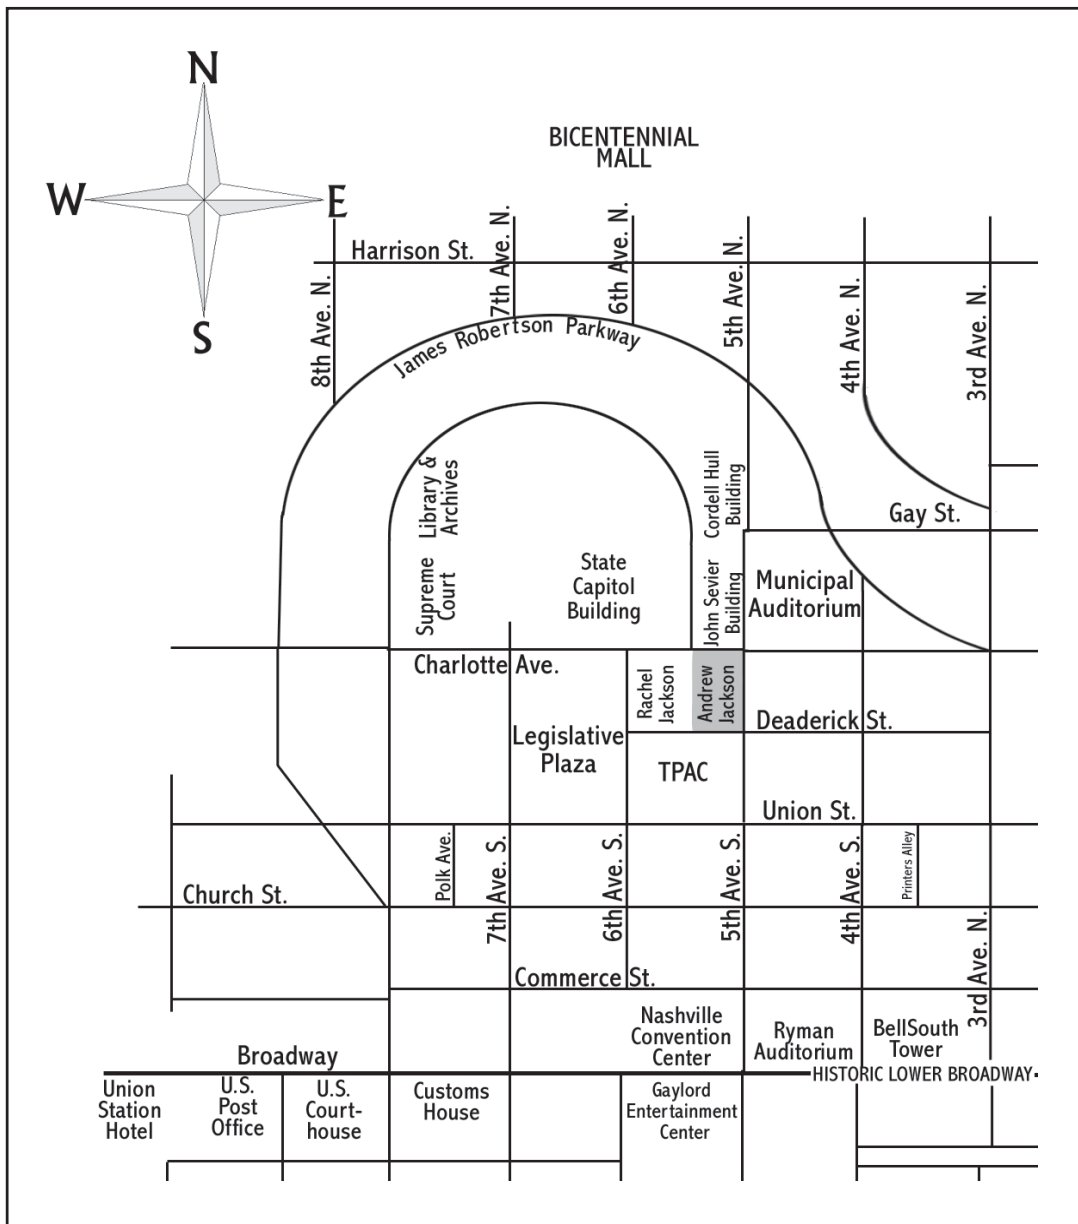 N
W
E
S
BICENTENNIAL
MALL
Harrison St.
8th Ave. N.
7th Ave. N.
6th Ave. N.
5th Ave. N.
4th Ave. N.
3rd Ave. N.
James Robertson Parkway
Library &
Archives
Cordell Hull
Building
Gay St.
Supreme
Court
State
Capitol
Building
John Sevier
Building
Municipal
Auditorium
Charlotte Ave.
Rachel
Jackson
Andrew
Jackson
Deaderick St.
Legislative
Plaza
TPAC
Union St.
Polk Ave.
7th Ave. S.
6th Ave. S.
5th Ave. S.
4th Ave. S.
Printers Alley
Church St.
3rd Ave. N.
Commerce St.
Nashville
Convention
Center
Ryman
Auditorium
BellSouth
Tower
Broadway
HISTORIC LOWER BROADWAY
Union
Station
Hotel
U.S.
Post
Office
U.S.
Court-
house
Customs
House
Gaylord
Entertainment
Center